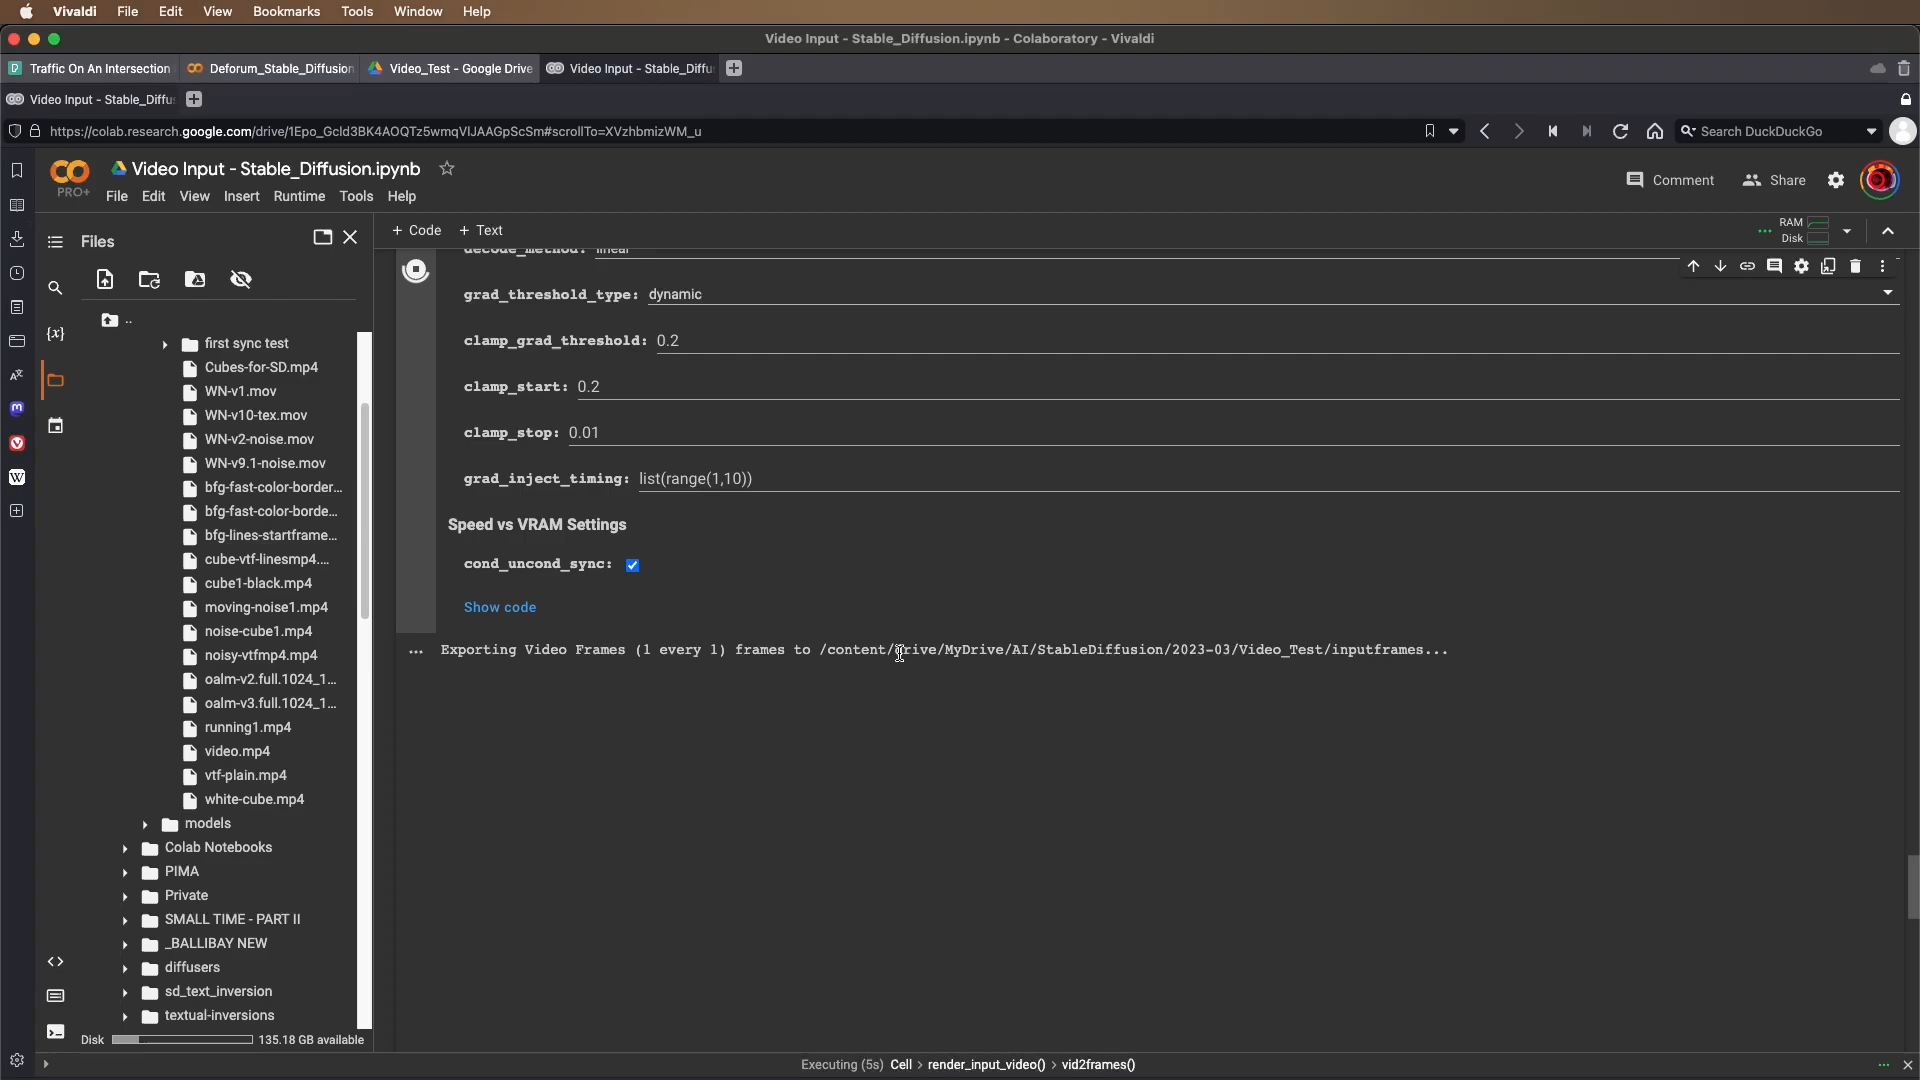 Vivaldi File Edit View Bookmarks Tools Window Help
Video Input - Stable_Diffusion.ipynb - Colaboratory - Vivaldi
Traffic On An Intersection
Deforum_Stable_Diffusion
Video_Test - Google Drive
Video Input - Stable_Diffu
Video Input - Stable_Diffus
https://colab.research.google.com/drive/1Epo_Gcld3BK4AOQTz5wmqVIJAAGpScSm#scrollTo=XVzhbmizWM_u
Search DuckDuckGo
Video Input - Stable_Diffusion.ipynb
PRO+
File Edit View Insert Runtime Tools Help
Comment
Share
Files
+ Code + Text
RAM
Disk
..
first sync test
Cubes-for-SD.mp4
WN-v1.mov
WN-v10-tex.mov
WN-v2-noise.mov
WN-v9.1-noise.mov
bfg-fast-color-border...
bfg-fast-color-borde...
bfg-lines-startframe...
cube-vtf-linesmp4....
cube1-black.mp4
moving-noise1.mp4
noise-cube1.mp4
noisy-vtfmp4.mp4
oalm-v2.full.1024_1...
oalm-v3.full.1024_1...
running1.mp4
video.mp4
vtf-plain.mp4
white-cube.mp4
models
Colab Notebooks
PIMA
Private
SMALL TIME - PART II
_BALLIBAY NEW
diffusers
sd_text_inversion
textual-inversions
Disk 135.18 GB available
decode_method: linear
grad_threshold_type: dynamic
clamp_grad_threshold: 0.2
clamp_start: 0.2
clamp_stop: 0.01
grad_inject_timing: list(range(1,10))
Speed vs VRAM Settings
cond_uncond_sync:
Show code
Exporting Video Frames (1 every 1) frames to /content/drive/MyDrive/AI/StableDiffusion/2023-03/Video_Test/inputframes...
Executing (5s) Cell > render_input_video() > vid2frames()